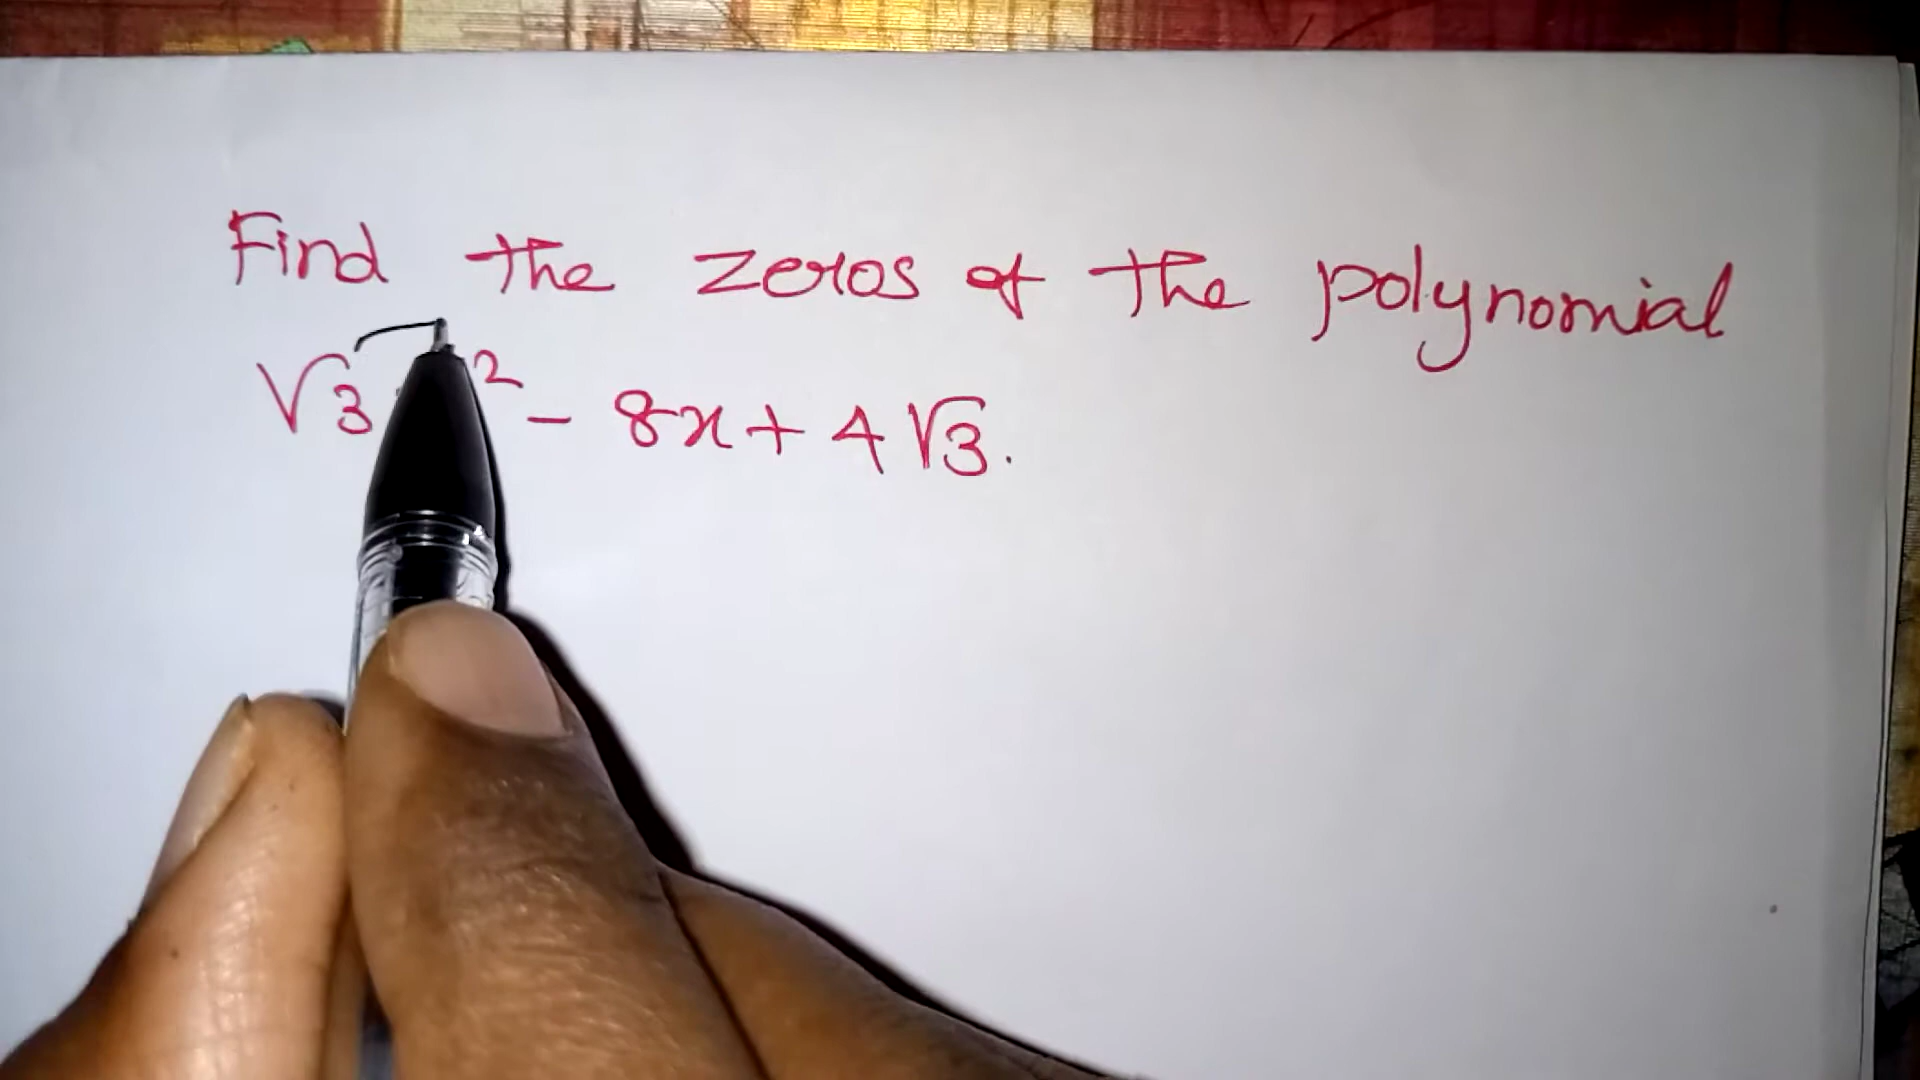 Find the zeros of the polynomial
√3 ² - 8x + 4√3.